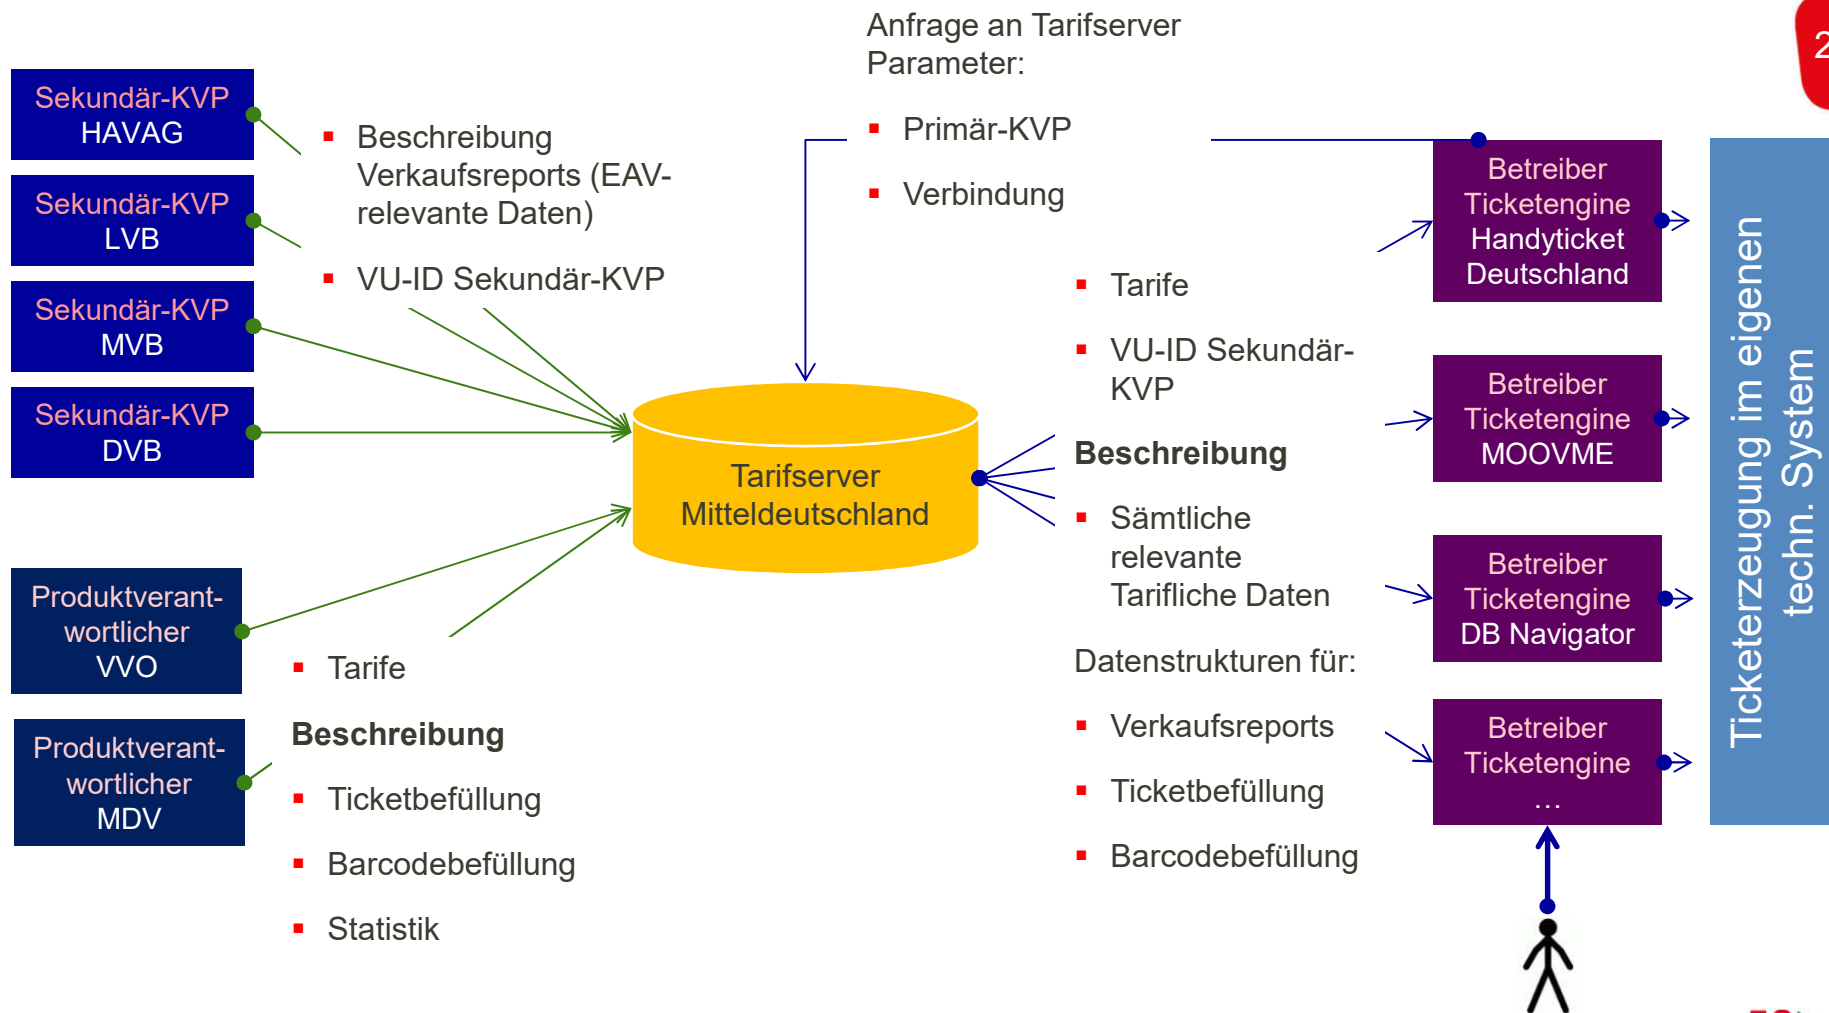 Anfrage an Tarifserver
Parameter:
Primär-KVP
Verbindung
2
Sekundär-KVP
HAVAG
Sekundär-KVP
LVB
Sekundär-KVP
MVB
Sekundär-KVP
DVB
Beschreibung
Verkaufsreports (EAV-
relevante Daten)
VU-ID Sekundär-KVP
Produktverant-
wortlicher
VVO
Produktverant-
wortlicher
MDV
Tarife
Beschreibung
Ticketbefüllung
Barcodebefüllung
Statistik
Tarifserver
Mitteldeutschland
Tarife
VU-ID Sekundär-
KVP
Beschreibung
Sämtliche
relevante
Tarifliche Daten
Datenstrukturen für:
Verkaufsreports
Ticketbefüllung
Barcodebefüllung
Betreiber
Ticketengine
Handyticket
Deutschland
Betreiber
Ticketengine
MOOVME
Betreiber
Ticketengine
DB Navigator
Betreiber
Ticketengine
...
Ticketerzeugung im eigenen
techn. System